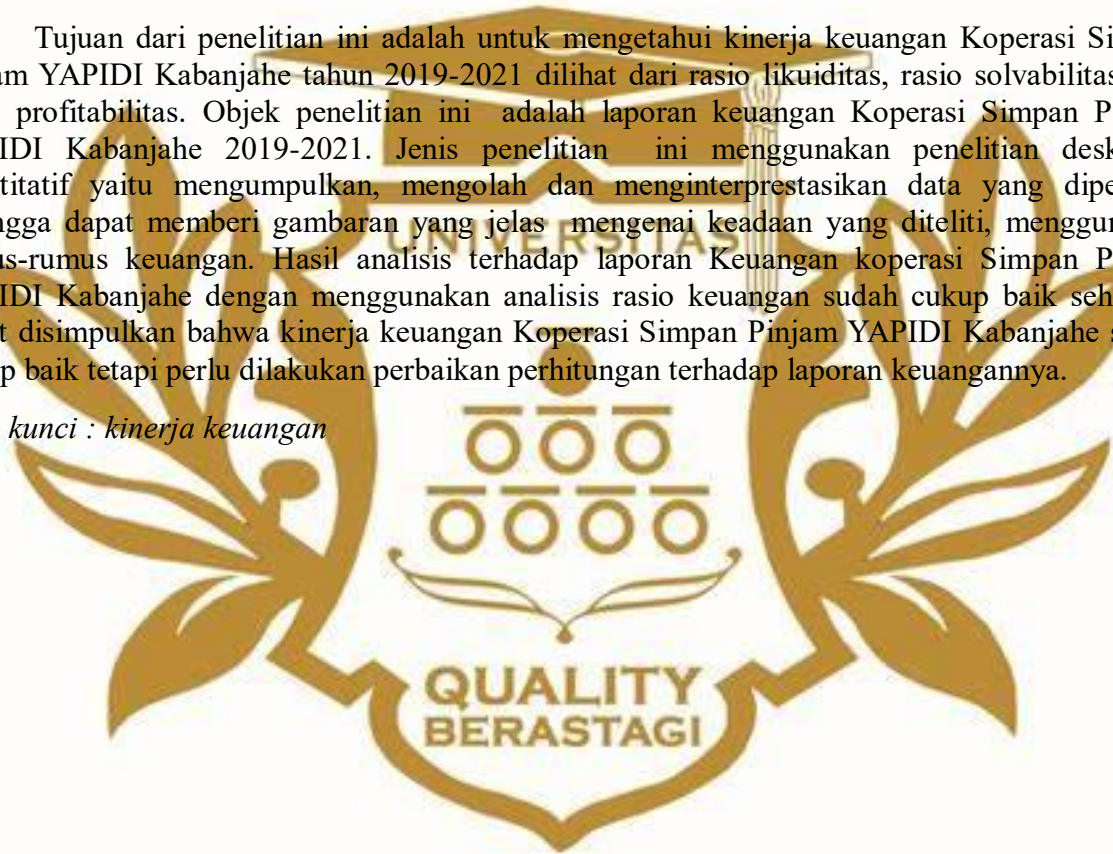 Tujuan dari penelitian ini adalah untuk mengetahui kinerja keuangan Koperasi Si
am YAPIDI Kabanjahe tahun 2019-2021 dilihat dari rasio likuiditas, rasio solvabilitas
profitabilitas. Objek penelitian ini adalah laporan keuangan Koperasi Simpan P
IDI Kabanjahe 2019-2021. Jenis penelitian ini menggunakan penelitian desk
titatif yaitu mengumpulkan, mengolah dan menginterprestasikan data yang dipe
ngga dapat memberi gambaran yang jelas mengenai keadaan yang diteliti, menggun
us-rumus keuangan. Hasil analisis terhadap laporan Keuangan koperasi Simpan P
IDI Kabanjahe dengan menggunakan analisis rasio keuangan sudah cukup baik seh
t disimpulkan bahwa kinerja keuangan Koperasi Simpan Pinjam YAPIDI Kabanjahe s
p baik tetapi perlu dilakukan perbaikan perhitungan terhadap laporan keuangannya.
kunci : kinerja keuangan
UNIVERSITAS
QUALITY
BERASTAGI